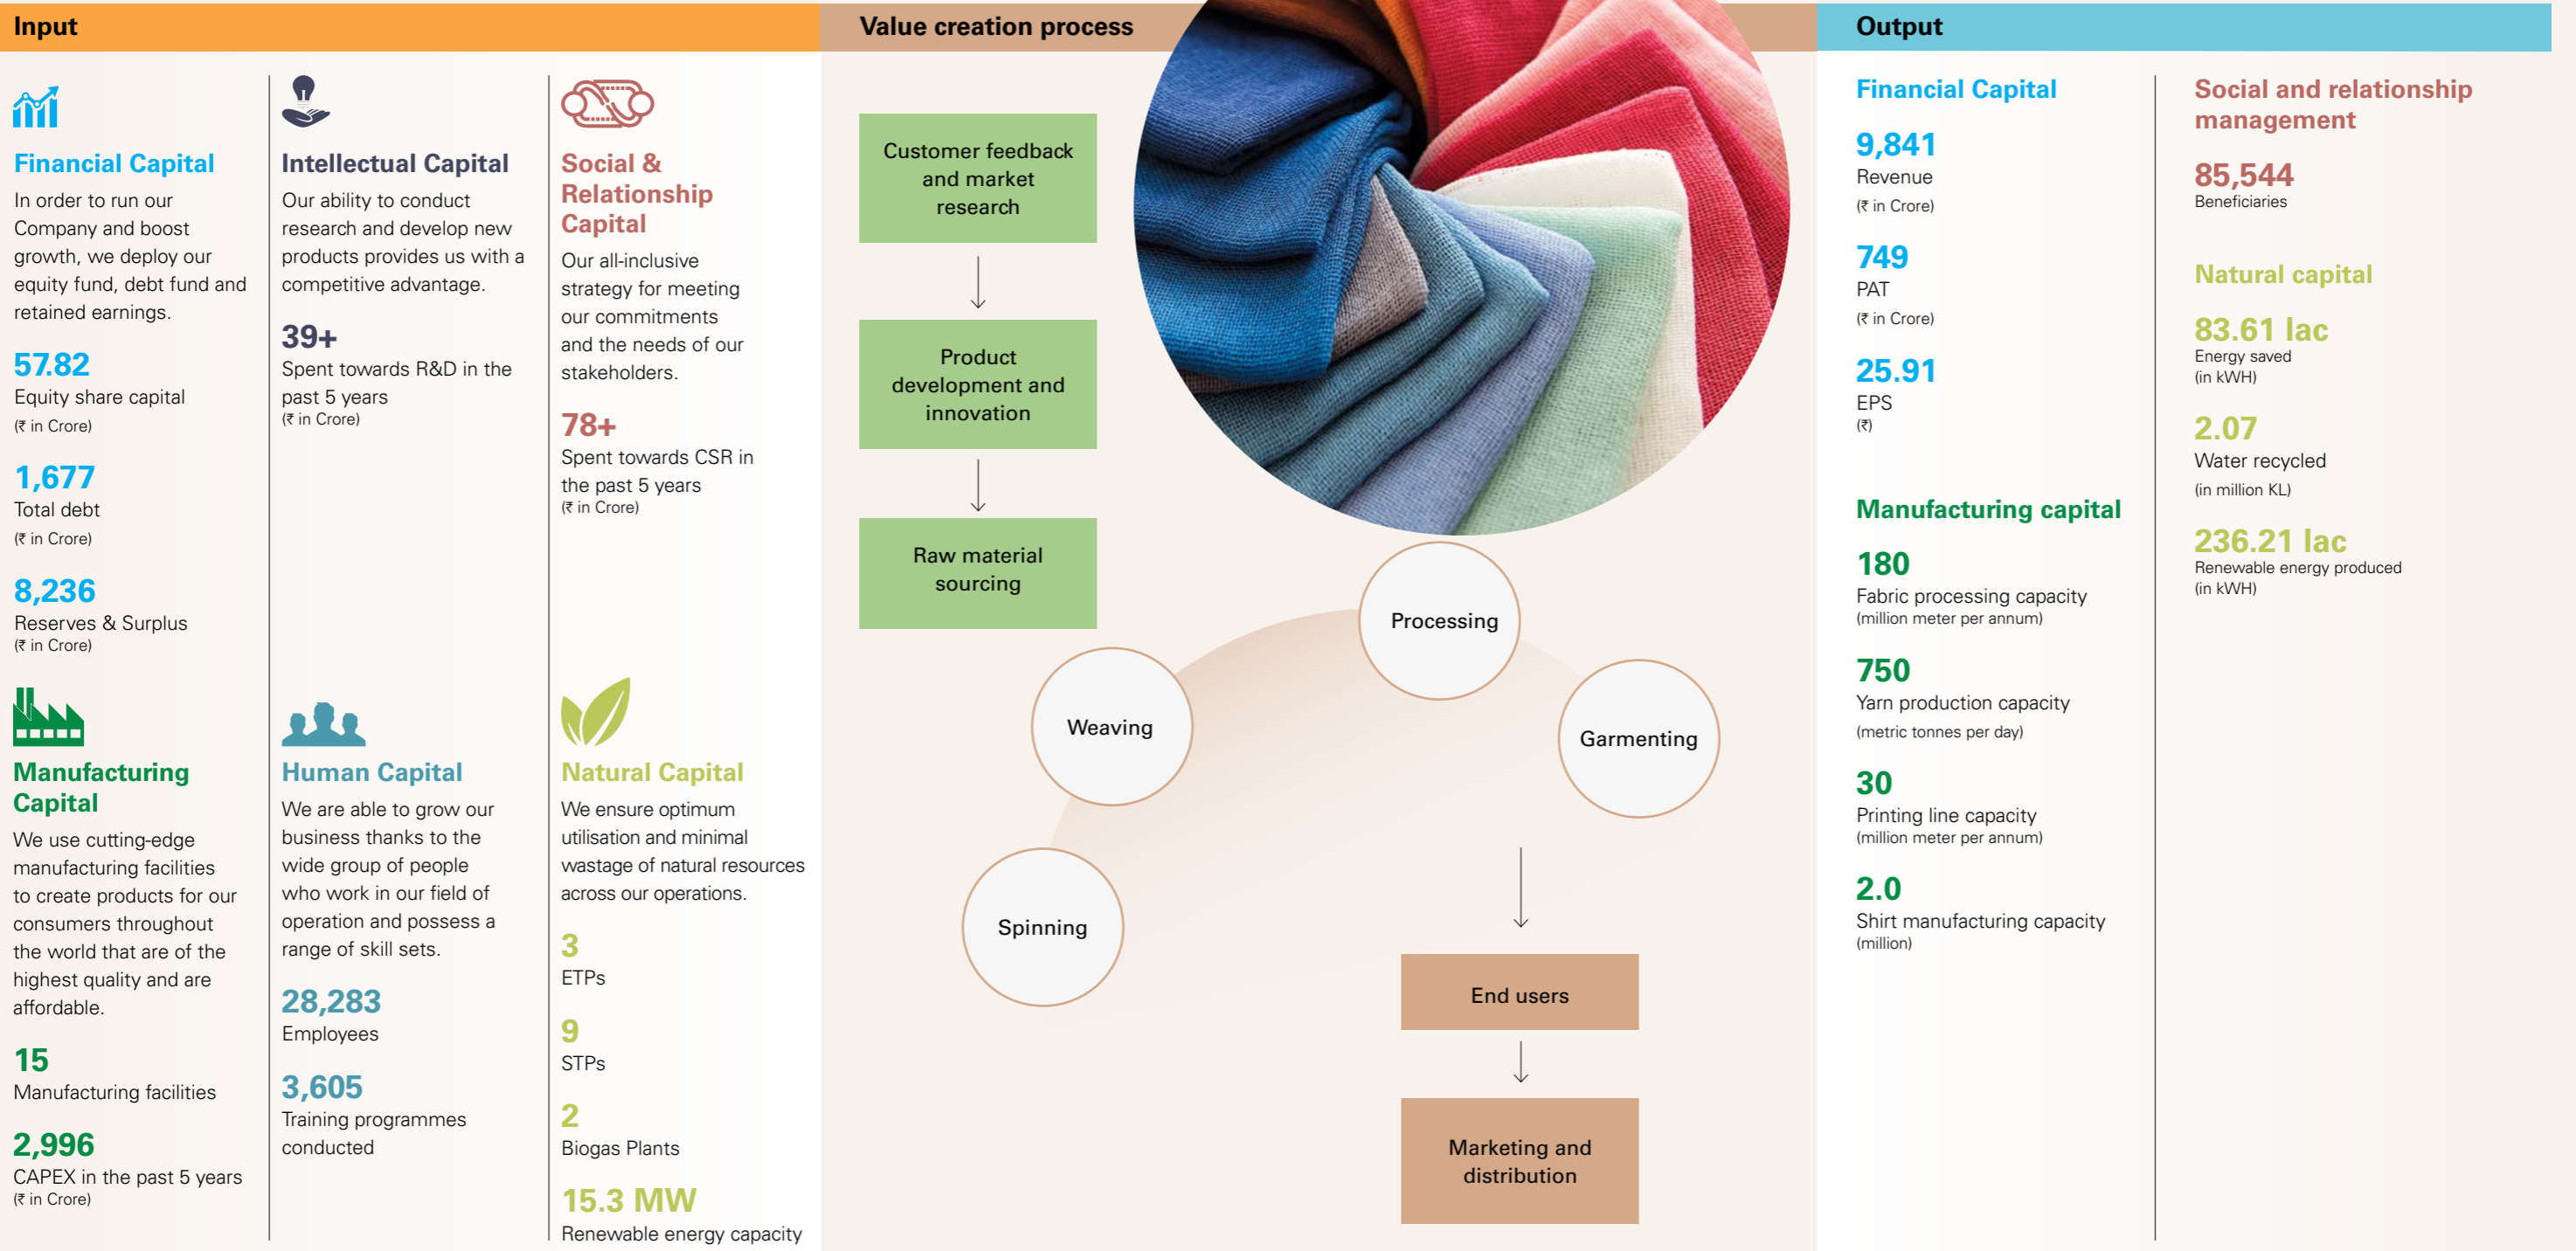 Input
Financial Capital
In order to run our
Company and boost
growth, we deploy our
equity fund, debt fund and
retained earnings.
57.82
Equity share capital
(₹ in Crore)
1,677
Total debt
(₹ in Crore)
8,236
Reserves & Surplus
(₹ in Crore)
Manufacturing
Capital
We use cutting-edge
manufacturing facilities
to create products for our
consumers throughout
the world that are of the
highest quality and are
affordable.
15
Manufacturing facilities
2,996
CAPEX in the past 5 years
(₹ in Crore)
Intellectual Capital
Our ability to conduct
research and develop new
products provides us with a
competitive advantage.
39+
Spent towards R&D in the
past 5 years
(₹ in Crore)
Human Capital
We are able to grow our
business thanks to the
wide group of people
who work in our field of
operation and possess a
range of skill sets.
28,283
Employees
3,605
Training programmes
conducted
Social &
Relationship
Capital
Our all-inclusive
strategy for meeting
our commitments
and the needs of our
stakeholders.
78+
Spent towards CSR in
the past 5 years
(₹ in Crore)
Natural Capital
We ensure optimum
utilisation and minimal
wastage of natural resources
across our operations.
3
ETPs
9
STPs
2
Biogas Plants
15.3 MW
Renewable energy capacity
Value creation process
Customer feedback
and market
research
Product
development and
innovation
Raw material
sourcing
Spinning
Weaving
Processing
Garmenting
End users
Marketing and
distribution
Output
Financial Capital
9,841
Revenue
(₹ in Crore)
749
PAT
(₹ in Crore)
25.91
EPS
(₹)
Manufacturing capital
180
Fabric processing capacity
(million meter per annum)
750
Yarn production capacity
(metric tonnes per day)
30
Printing line capacity
(million meter per annum)
2.0
Shirt manufacturing capacity
(million)
Social and relationship
management
85,544
Beneficiaries
Natural capital
83.61 lac
Energy saved
(in kWH)
2.07
Water recycled
(in million KL)
236.21 lac
Renewable energy produced
(in kWH)